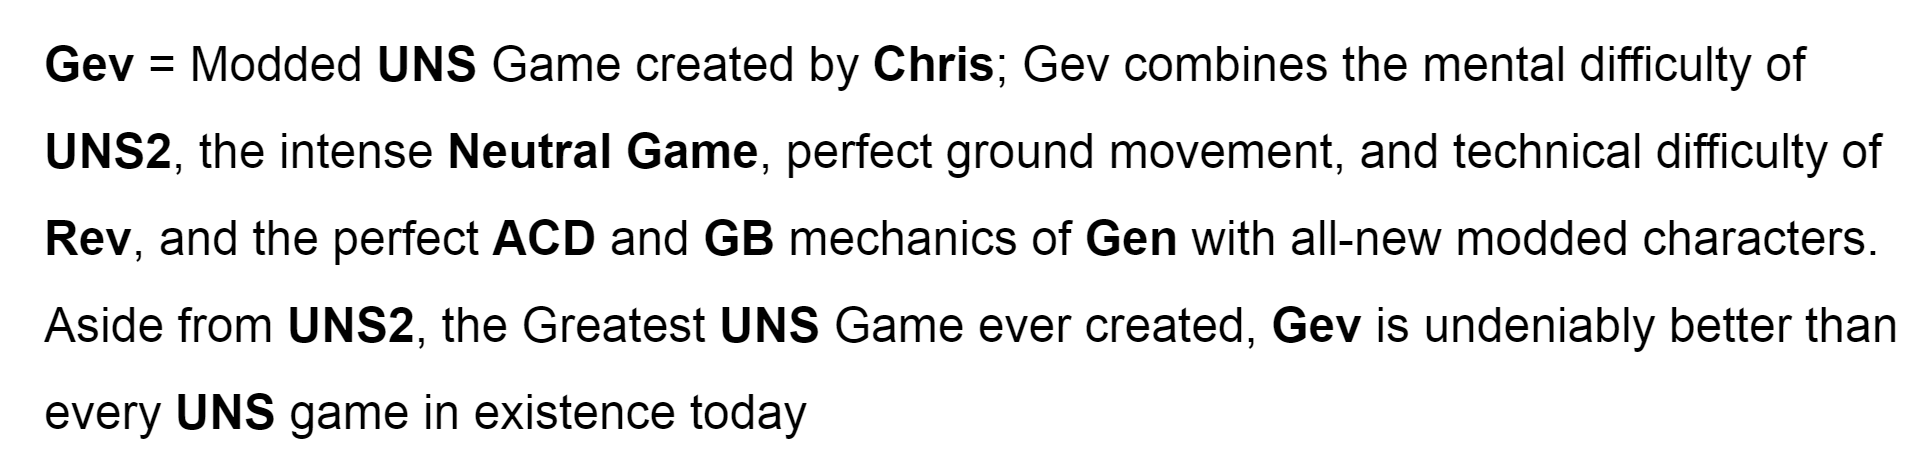 Gev = Modded UNS Game created by Chris; Gev combines the mental difficulty of
UNS2, the intense Neutral Game, perfect ground movement, and technical difficulty of
Rev, and the perfect ACD and GB mechanics of Gen with all-new modded characters.
Aside from UNS2, the Greatest UNS Game ever created, Gev is undeniably better than
every UNS game in existence today